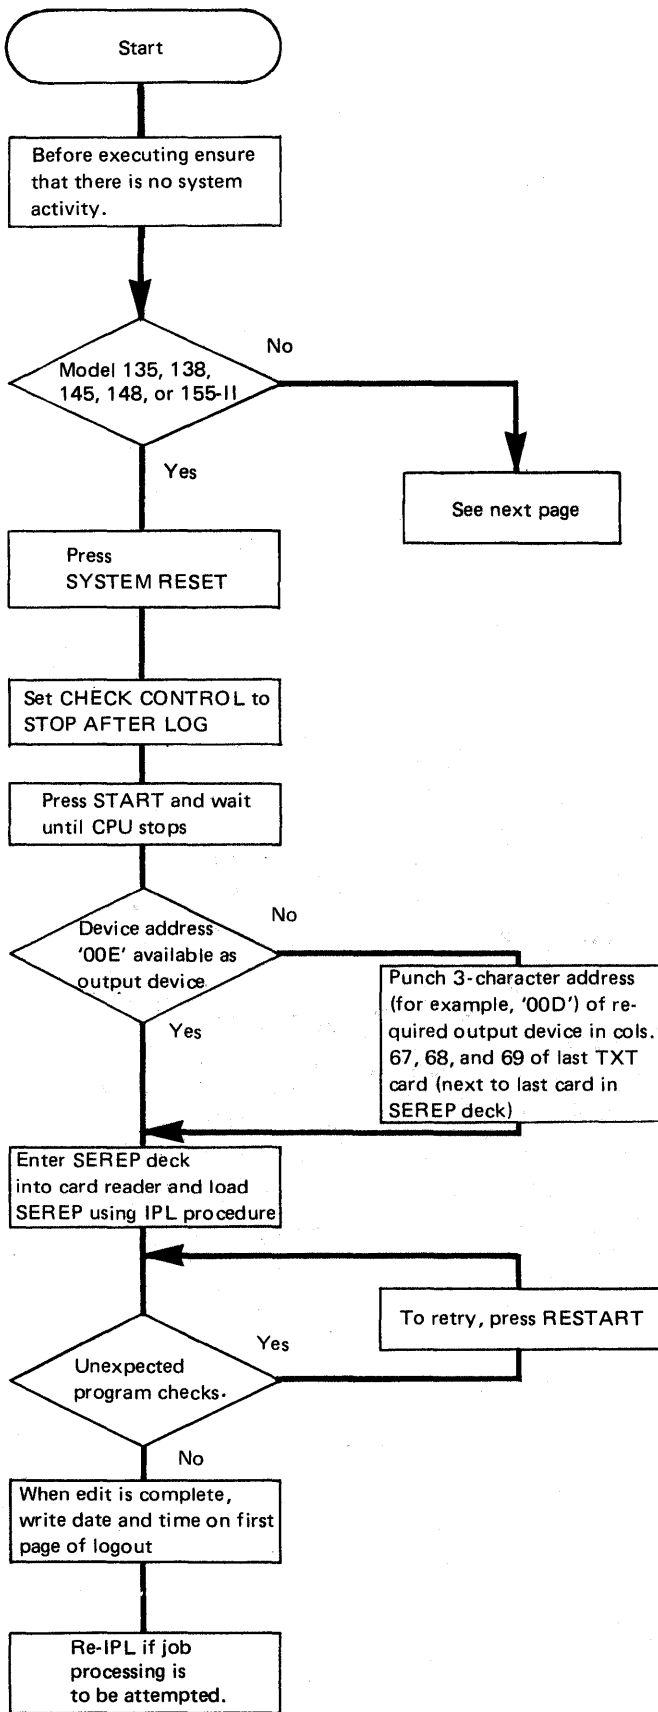 Start
Before executing ensure
that there is no system
activity.
No
Model 135, 138,
145, 148, or 155-II
Yes
See next page
Press
SYSTEM RESET
Set CHECK CONTROL to
STOP AFTER LOG
Press START and wait
until CPU stops
No
Device address
'00E' available as
output device
Yes
Punch 3-character address
(for example, '00D') of re-
quired output device in cols.
67, 68, and 69 of last TXT
card (next to last card in
SEREP deck)
Enter SEREP deck
into card reader and load
SEREP using IPL procedure
To retry, press RESTART
Yes
Unexpected
program checks.
No
When edit is complete,
write date and time on first
page of logout
Re-IPL if job
processing is
to be attempted.